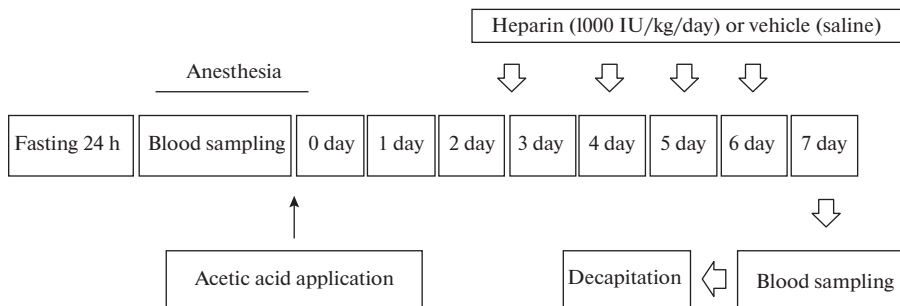 Heparin (1000 IU/kg/day) or vehicle (saline)
Anesthesia
Fasting 24 h Blood sampling 0 day 1 day 2 day 3 day 4 day 5 day 6 day 7 day
Acetic acid application Decapitation Blood sampling